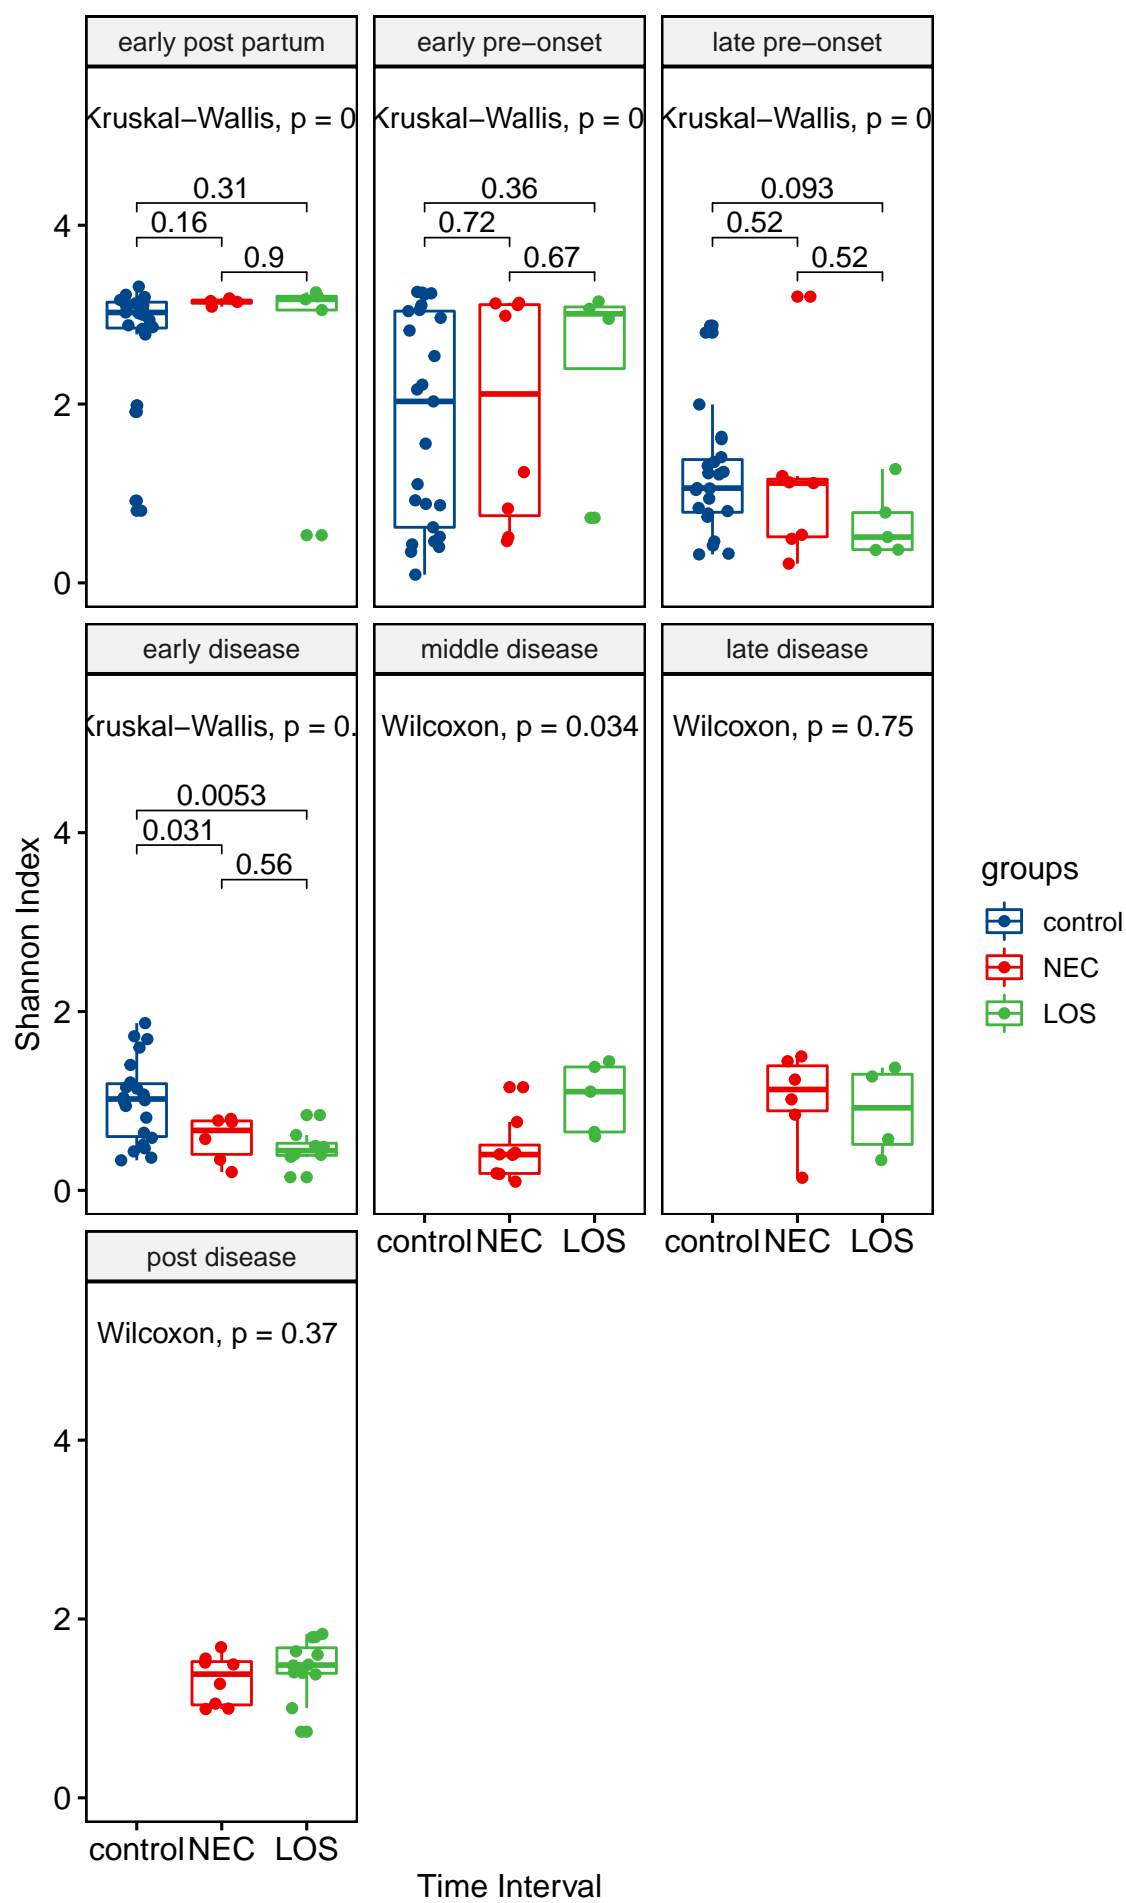 early post partum
early pre−onset
late pre−onset
Kruskal−Wallis, p = 0
Kruskal−Wallis, p = 0
Kruskal−Wallis, p = 0
0.31
0.16
0.9
0.36
0.72
0.67
0.093
0.52
0.52
4
2
0
early disease
middle disease
late disease
Kruskal−Wallis, p = 0.
Wilcoxon, p = 0.034
Wilcoxon, p = 0.75
0.0053
0.031
0.56
4
2
0
Shannon Index
control NEC LOS
control NEC LOS
groups
control
NEC
LOS
post disease
Wilcoxon, p = 0.37
4
2
0
control NEC LOS
Time Interval